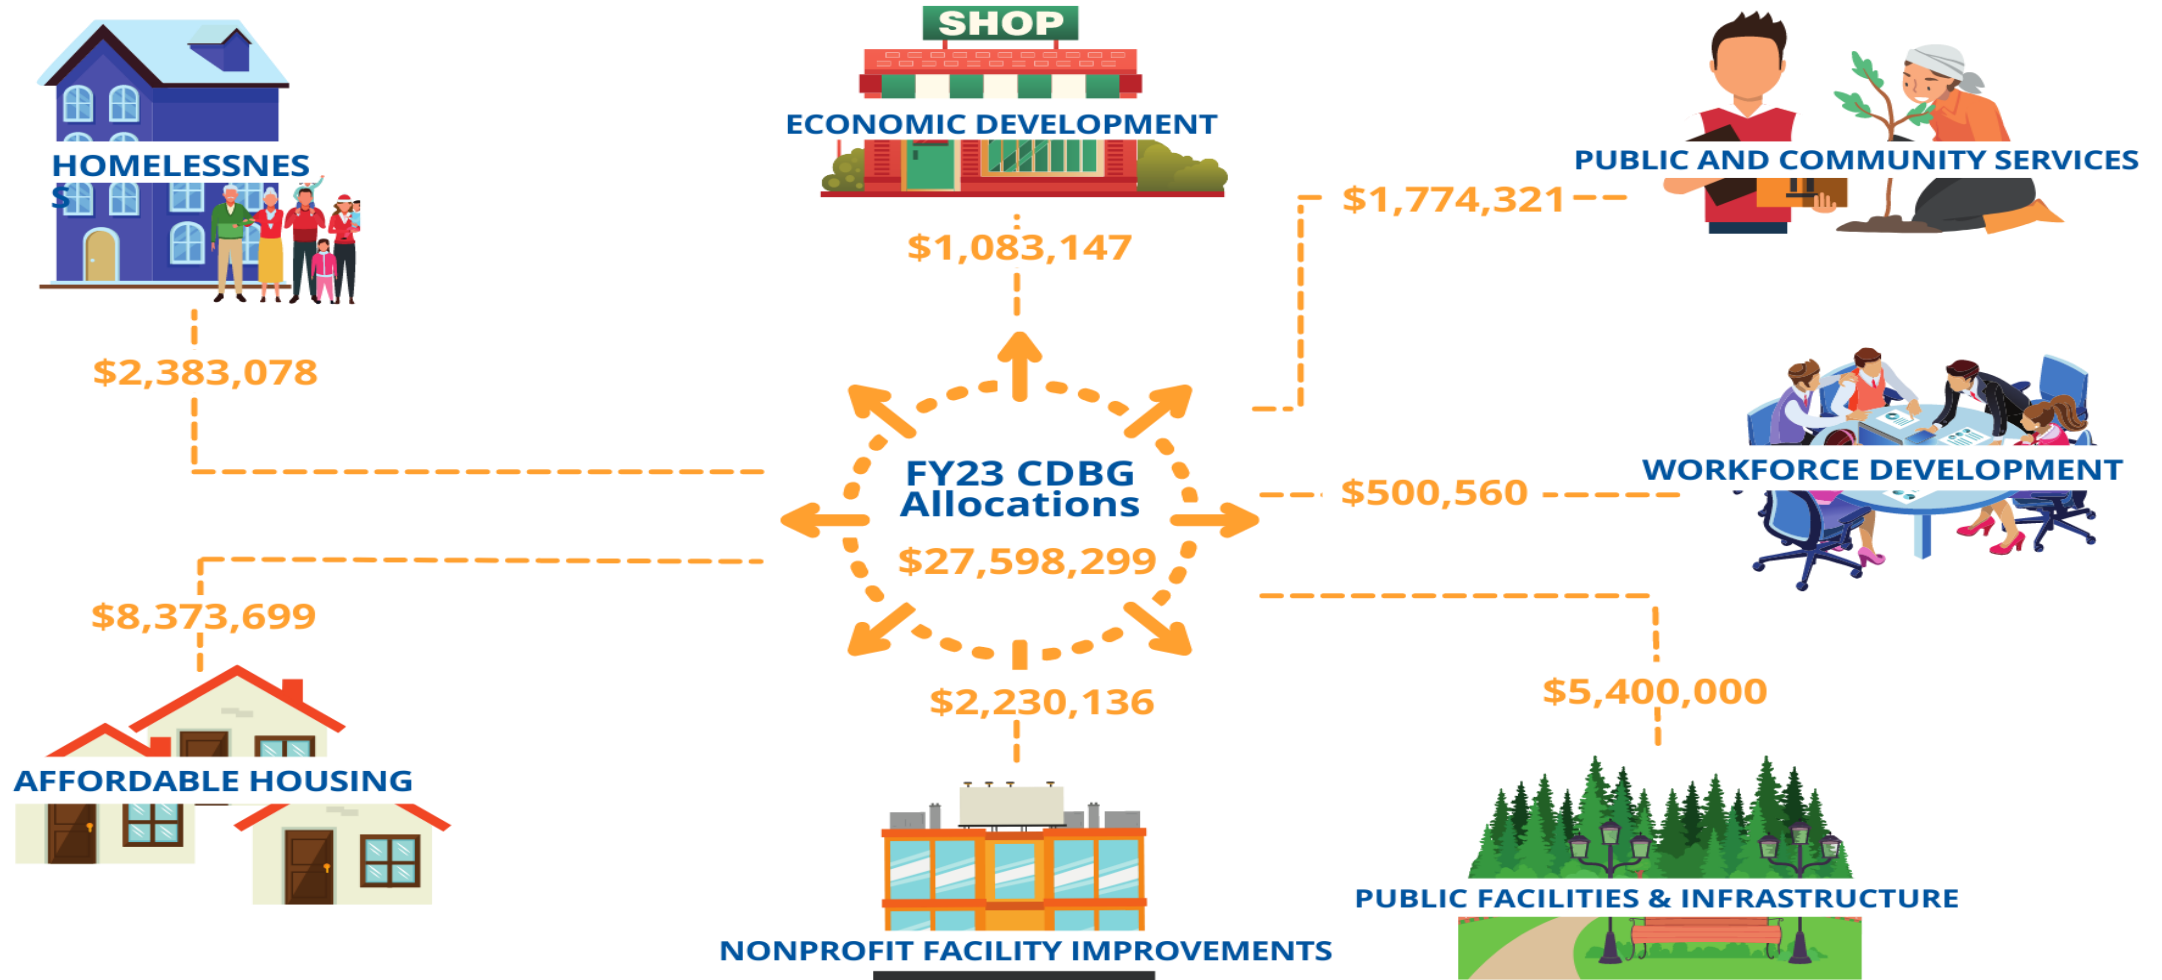 SHOP
ECONOMIC DEVELOPMENT
$1,083,147
HOMELESSNES
S
$2,383,078
PUBLIC AND COMMUNITY SERVICES
$1,774,321
WORKFORCE DEVELOPMENT
$500,560
FY23 CDBG
Allocations
$27,598,299
$8,373,699
AFFORDABLE HOUSING
$2,230,136
NONPROFIT FACILITY IMPROVEMENTS
$5,400,000
PUBLIC FACILITIES & INFRASTRUCTURE